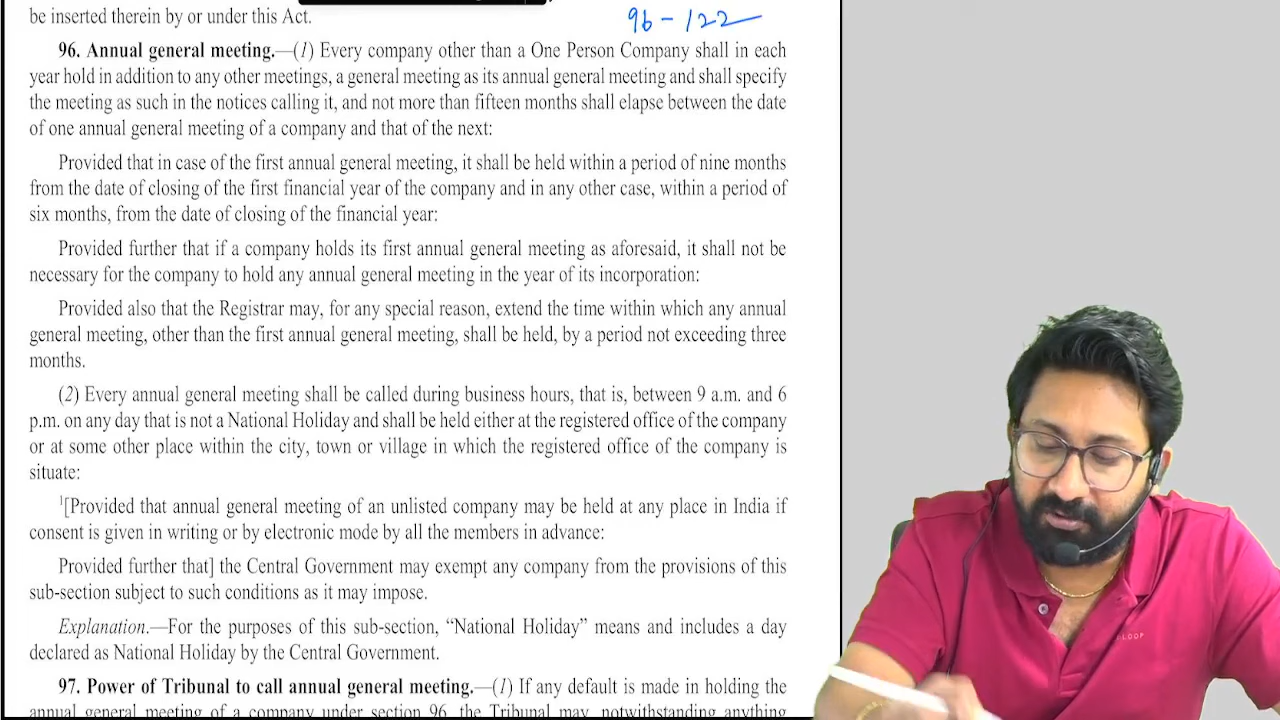 be inserted therein by or under this Act.
96 - 122
96. Annual general meeting.—(1) Every company other than a One Person Company shall in each
year hold in addition to any other meetings, a general meeting as its annual general meeting and shall specify
the meeting as such in the notices calling it, and not more than fifteen months shall elapse between the date
of one annual general meeting of a company and that of the next:
Provided that in case of the first annual general meeting, it shall be held within a period of nine months
from the date of closing of the first financial year of the company and in any other case, within a period of
six months, from the date of closing of the financial year:
Provided further that if a company holds its first annual general meeting as aforesaid, it shall not be
necessary for the company to hold any annual general meeting in the year of its incorporation:
Provided also that the Registrar may, for any special reason, extend the time within which any annual
general meeting, other than the first annual general meeting, shall be held, by a period not exceeding three
months.
(2) Every annual general meeting shall be called during business hours, that is, between 9 a.m. and 6
p.m. on any day that is not a National Holiday and shall be held either at the registered office of the company
or at some other place within the city, town or village in which the registered office of the company is
situate:
1[Provided that annual general meeting of an unlisted company may be held at any place in India if
consent is given in writing or by electronic mode by all the members in advance:
Provided further that] the Central Government may exempt any company from the provisions of this
sub-section subject to such conditions as it may impose.
Explanation.—For the purposes of this sub-section, “National Holiday” means and includes a day
declared as National Holiday by the Central Government.
97. Power of Tribunal to call annual general meeting.—(1) If any default is made in holding the
annual general meeting of a company under section 96, the Tribunal may, notwithstanding anything